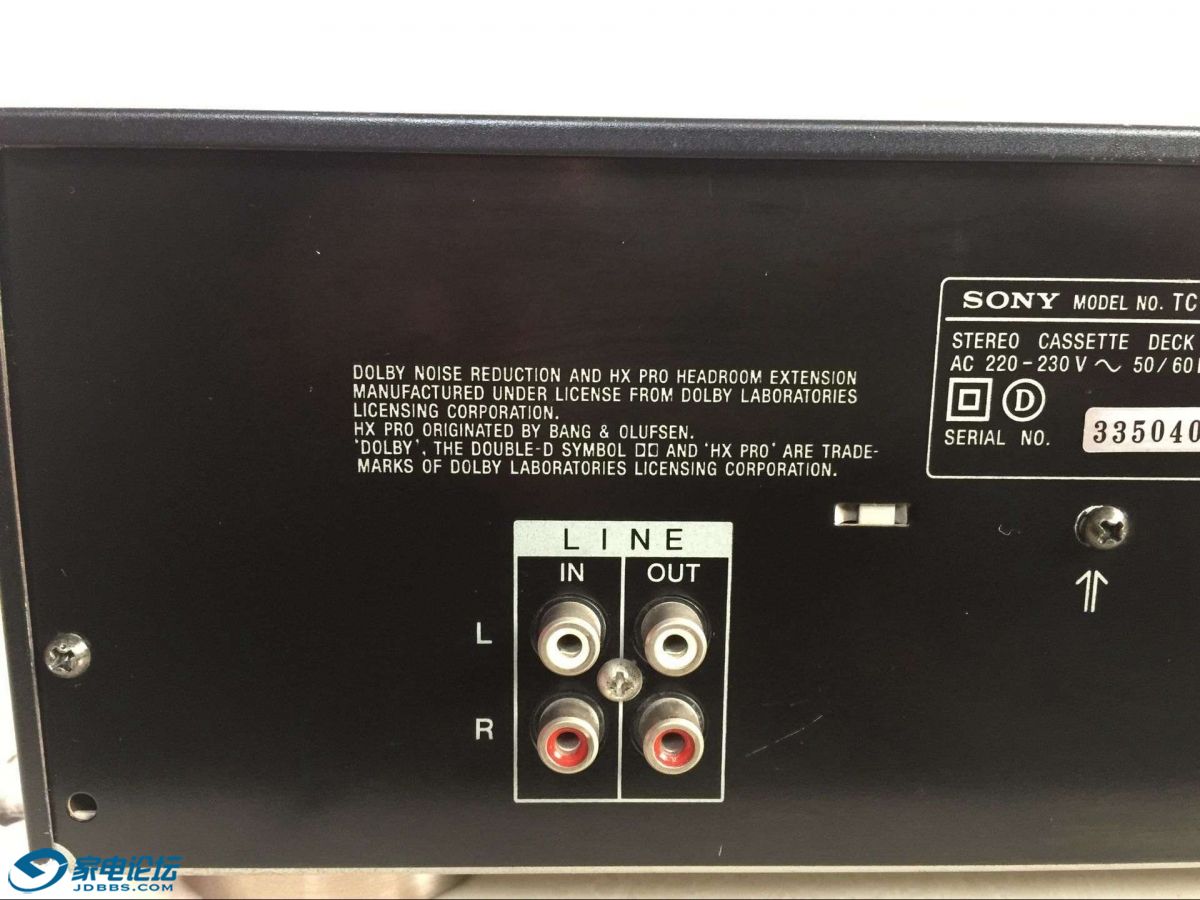 SONY MODEL NO. TC
STEREO CASSETTE DECK
AC 220-230 V ~ 50/60
D
SERIAL NO. 335040
DOLBY NOISE REDUCTION AND HX PRO HEADROOM EXTENSION
MANUFACTURED UNDER LICENSE FROM DOLBY LABORATORIES
LICENSING CORPORATION.
HX PRO ORIGINATED BY BANG & OLUFSEN.
'DOLBY', THE DOUBLE-D SYMBOL AND 'HX PRO' ARE TRADE-
MARKS OF DOLBY LABORATORIES LICENSING CORPORATION.
LINE
IN OUT
L
R
家电论坛
JDBBS.COM